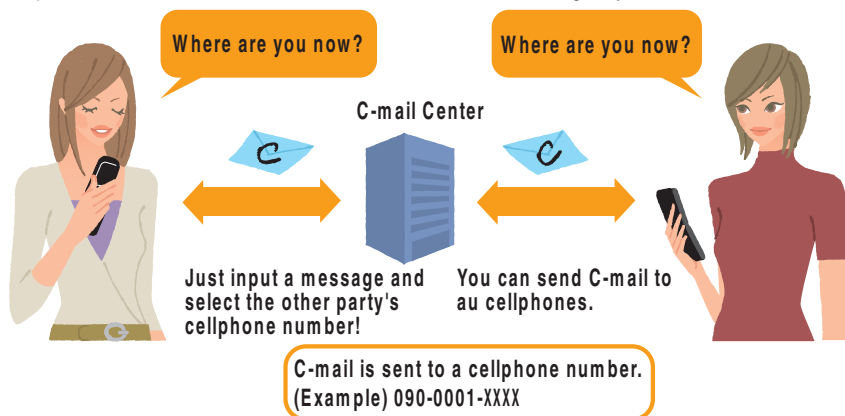 Where are you now?
Where are you now?
C-mail Center
C
C
Just input a message and
select the other party's
cellphone number!
You can send C-mail to
au cellphones.
C-mail is sent to a cellphone number.
(Example) 090-0001-XXXX